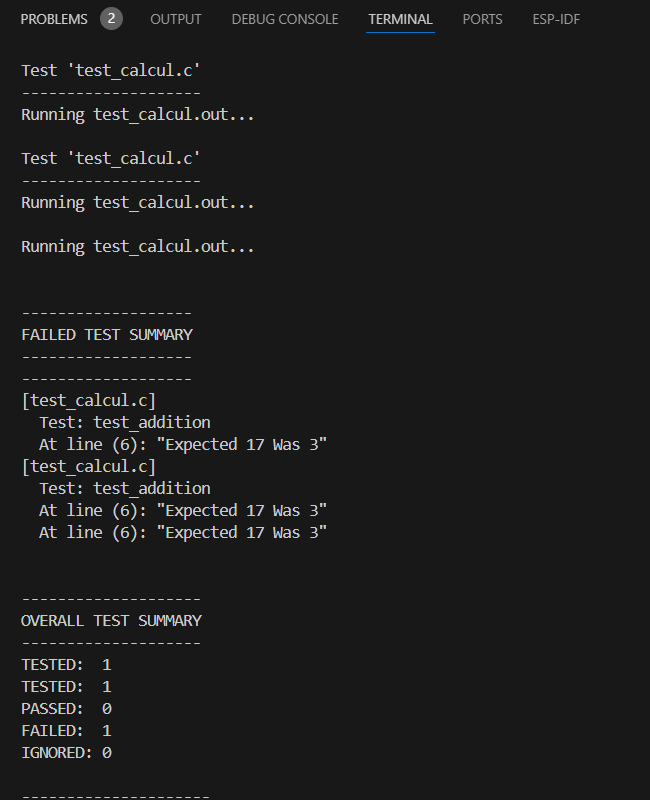 PROBLEMS 2 OUTPUT DEBUG CONSOLE TERMINAL PORTS ESP-IDF
Test 'test_calcul.c'
--------------------
Running test_calcul.out...
Test 'test_calcul.c'
--------------------
Running test_calcul.out...
Running test_calcul.out...
-------------------
FAILED TEST SUMMARY
-------------------
-------------------
[test_calcul.c]
  Test: test_addition
  At line (6): "Expected 17 Was 3"
[test_calcul.c]
  Test: test_addition
  At line (6): "Expected 17 Was 3"
  At line (6): "Expected 17 Was 3"
--------------------
OVERALL TEST SUMMARY
--------------------
TESTED:  1
TESTED:  1
PASSED:  0
FAILED:  1
IGNORED: 0
---------------------